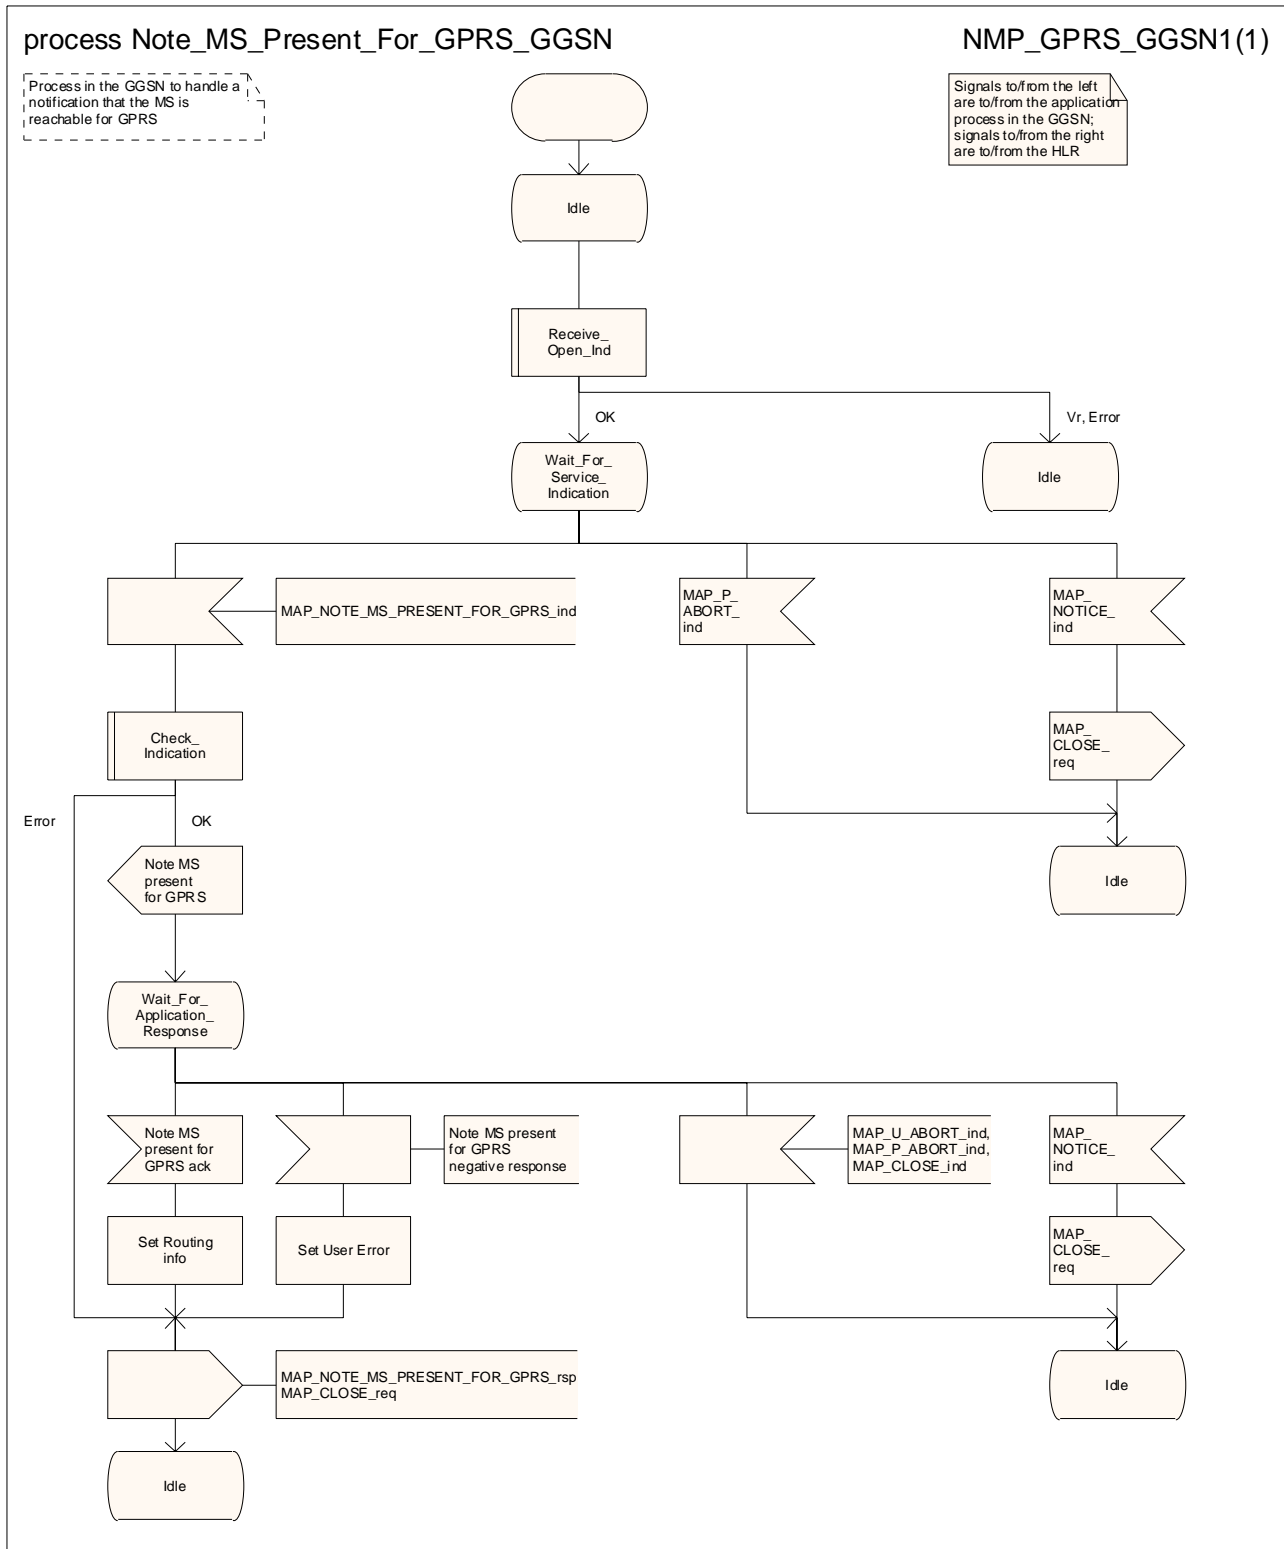 process Note_MS_Present_For_GPRS_GGSN
NMP_GPRS_GGSN1(1)
Process in the GGSN to handle a
notification that the MS is
reachable for GPRS
Signals to/from the left
are to/from the application
process in the GGSN;
signals to/from the right
are to/from the HLR
Idle
Receive_
Open_Ind
OK
Vr, Error
Wait_For_
Service_
Indication
Idle
MAP_NOTE_MS_PRESENT_FOR_GPRS_ind
MAP_P_
ABORT_
ind
MAP_
NOTICE_
ind
Check_
Indication
MAP_
CLOSE_
req
Error
OK
Note MS
present
for GPRS
Idle
Wait_For_
Application_
Response
Note MS
present for
GPRS ack
Note MS present
for GPRS
negative response
MAP_U_ABORT_ind,
MAP_P_ABORT_ind,
MAP_CLOSE_ind
MAP_
NOTICE_
ind
Set Routing
info
Set User Error
MAP_
CLOSE_
req
MAP_NOTE_MS_PRESENT_FOR_GPRS_rsp
MAP_CLOSE_req
Idle
Idle